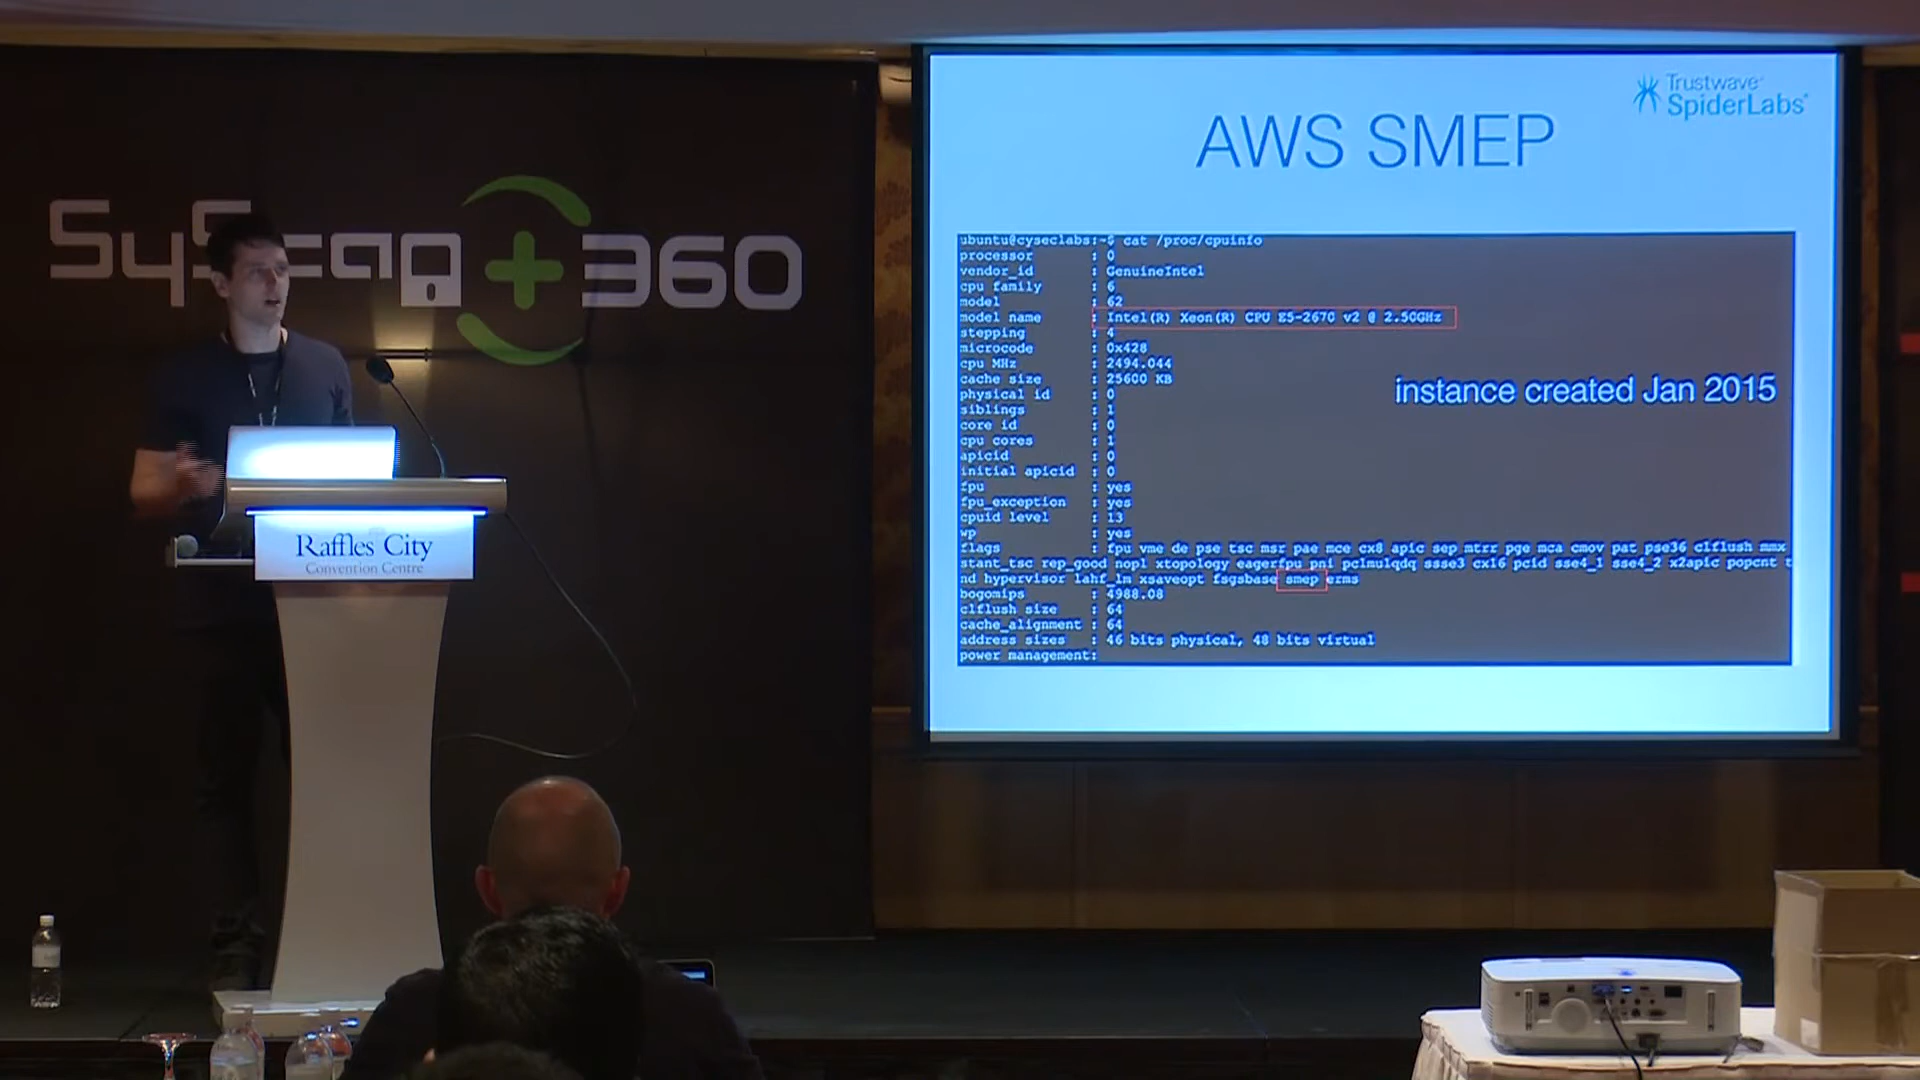 SyScan 360
Raffles City
Convention Centre
Trustwave®
SpiderLabs®
AWS SMEP
ubuntu@cyseclabs:~$ cat /proc/cpuinfo
processor : 0
vendor_id : GenuineIntel
cpu family : 6
model : 62
model name : Intel(R) Xeon(R) CPU E5-2670 v2 @ 2.50GHz
stepping : 4
microcode : 0x428
cpu MHz : 2494.044
cache size : 25600 KB
physical id : 0
siblings : 1
core id : 0
cpu cores : 1
apicid : 0
initial apicid : 0
fpu : yes
fpu_exception : yes
cpuid level : 13
wp : yes
flags : fpu vme de pse tsc msr pae mce cx8 apic sep mtrr pge mca cmov pat pse36 clflush mmx
stant_tsc rep_good nopl xtopology eagerfpu pni pclmulqdq ssse3 cx16 pcid sse4_1 sse4_2 x2apic popcnt t
nd hypervisor lahf_lm xsaveopt fsgsbase smep erms
bogomips : 4988.08
clflush size : 64
cache_alignment : 64
address sizes : 46 bits physical, 48 bits virtual
power management:
instance created Jan 2015